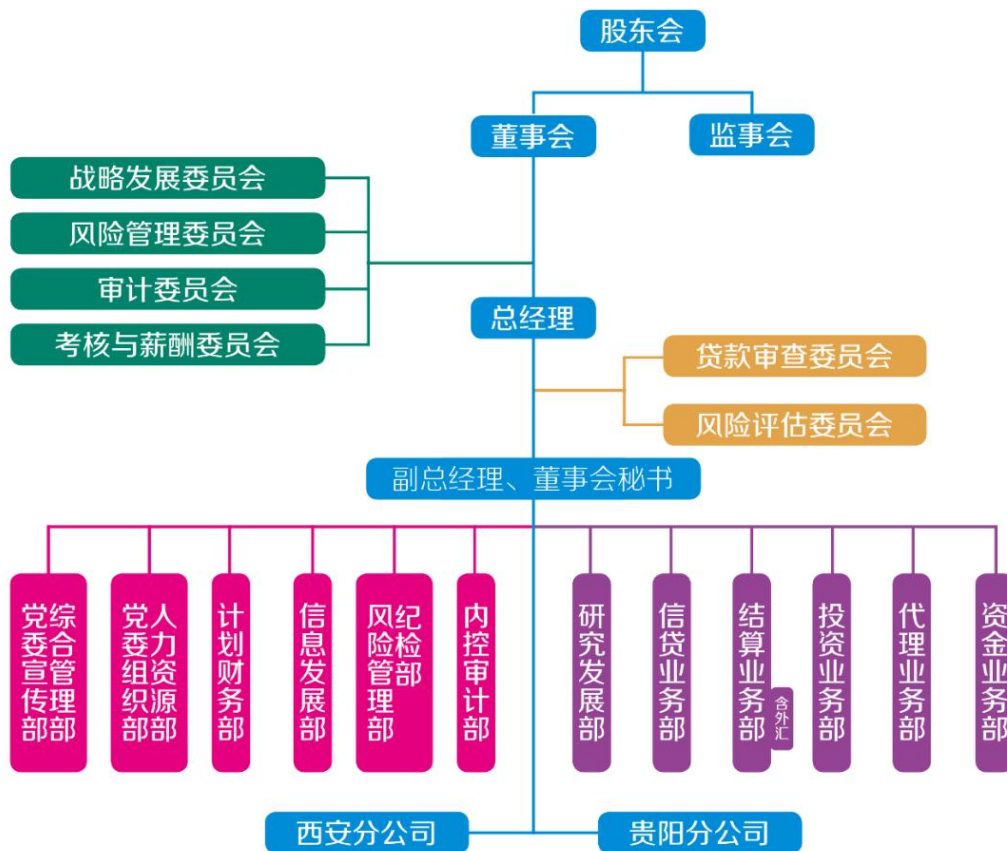 股东会
董事会
监事会
战略发展委员会
风险管理委员会
审计委员会
考核与薪酬委员会
总经理
贷款审查委员会
风险评估委员会
副总经理、董事会秘书
综合管理部
党委宣传部
人力资源部
党委组织部
计划财务部
信息发展部
纪检部
风险管理部
内控审计部
研究发展部
信贷业务部
结算业务部
含外汇
投资业务部
代理业务部
资金业务部
西安分公司
贵阳分公司